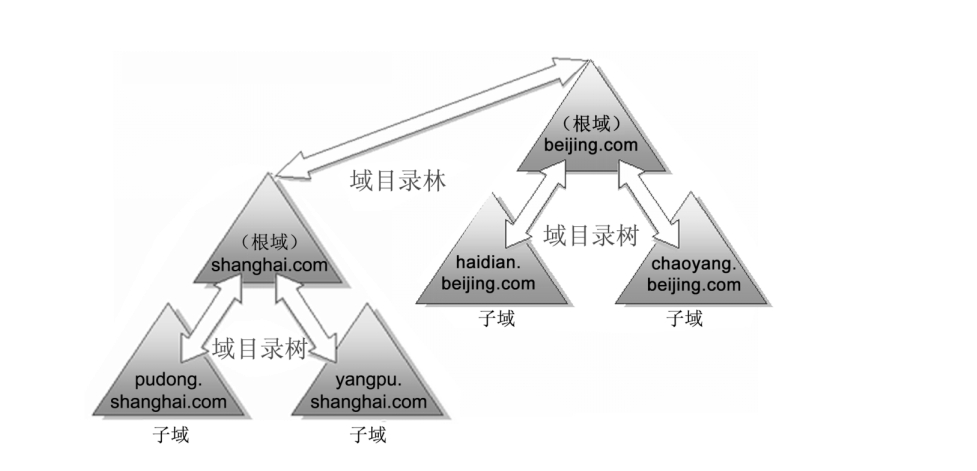 （根域）
beijing.com
域目录林
haidian.
beijing.com
域目录树
chaoyang.
beijing.com
子域
子域
（根域）
shanghai.com
域目录树
pudong.
shanghai.com
yangpu.
shanghai.com
子域
子域